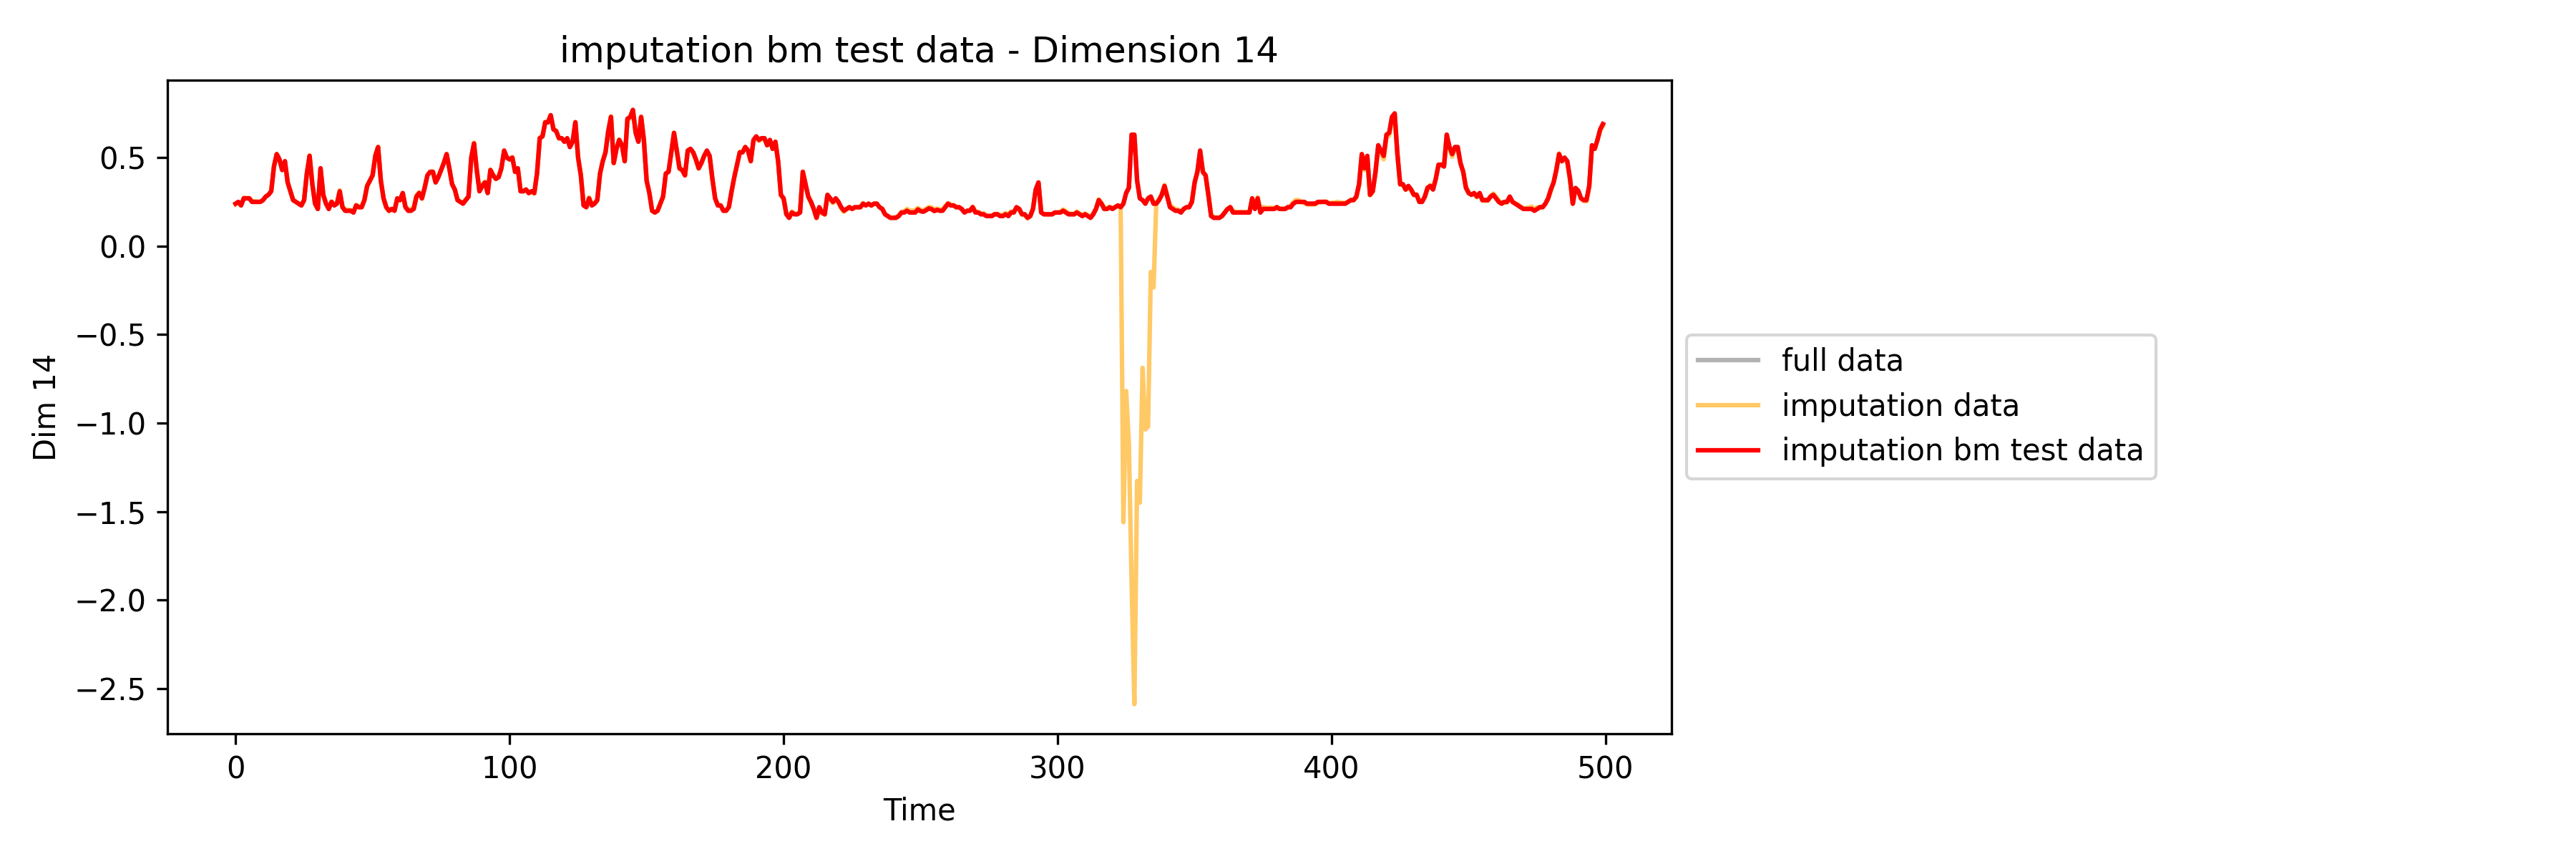 imputation bm test data - Dimension 14
0.5
0.0
−0.5
−1.0
−1.5
−2.0
−2.5
Dim 14
0 100 200 300 400 500
Time
full data
imputation data
imputation bm test data